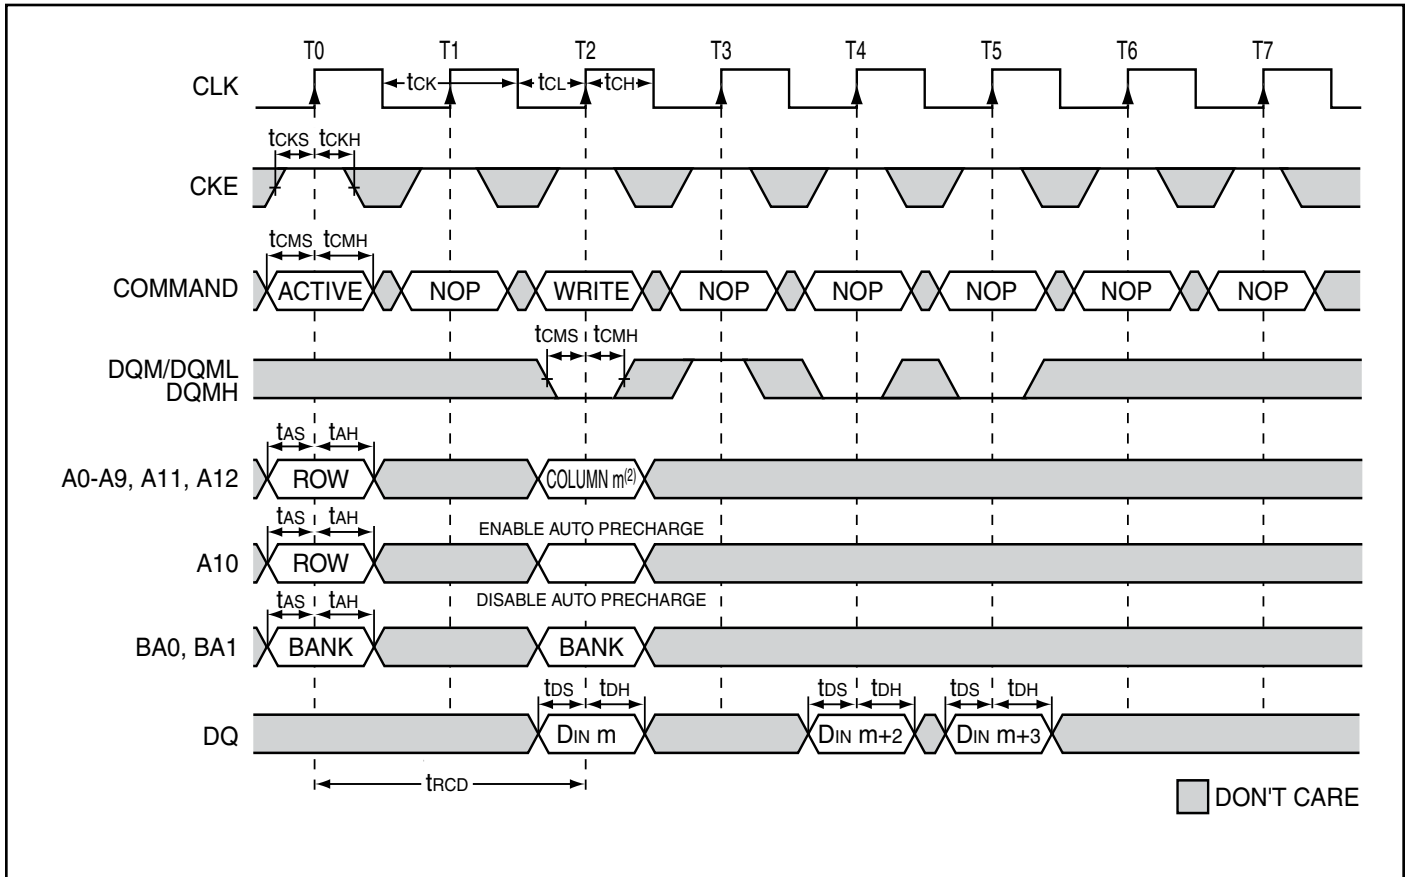 T0 T1 T2 T3 T4 T5 T6 T7
CLK tCK tCL tCH
tCKS tCKH
CKE
tCMS tCMH
COMMAND ACTIVE NOP WRITE NOP NOP NOP NOP NOP
tCMS tCMH
DQM/DQML
DQMH
tAS tAH
A0-A9, A11, A12 ROW COLUMN m(2)
tAS tAH ENABLE AUTO PRECHARGE
A10 ROW
tAS tAH DISABLE AUTO PRECHARGE
BA0, BA1 BANK BANK
tDS tDH tDS tDH tDS tDH
DQ DIN m DIN m+2 DIN m+3
tRCD
DON'T CARE